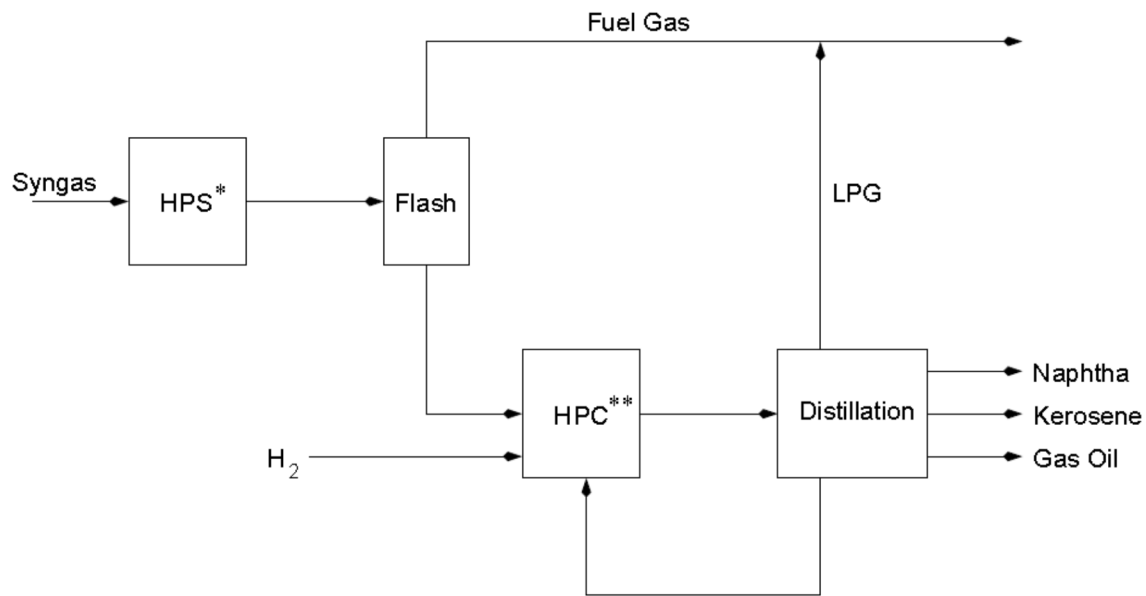 Fuel Gas
Syngas
HPS*
Flash
LPG
HPC**
H2
Distillation
Naphtha
Kerosene
Gas Oil